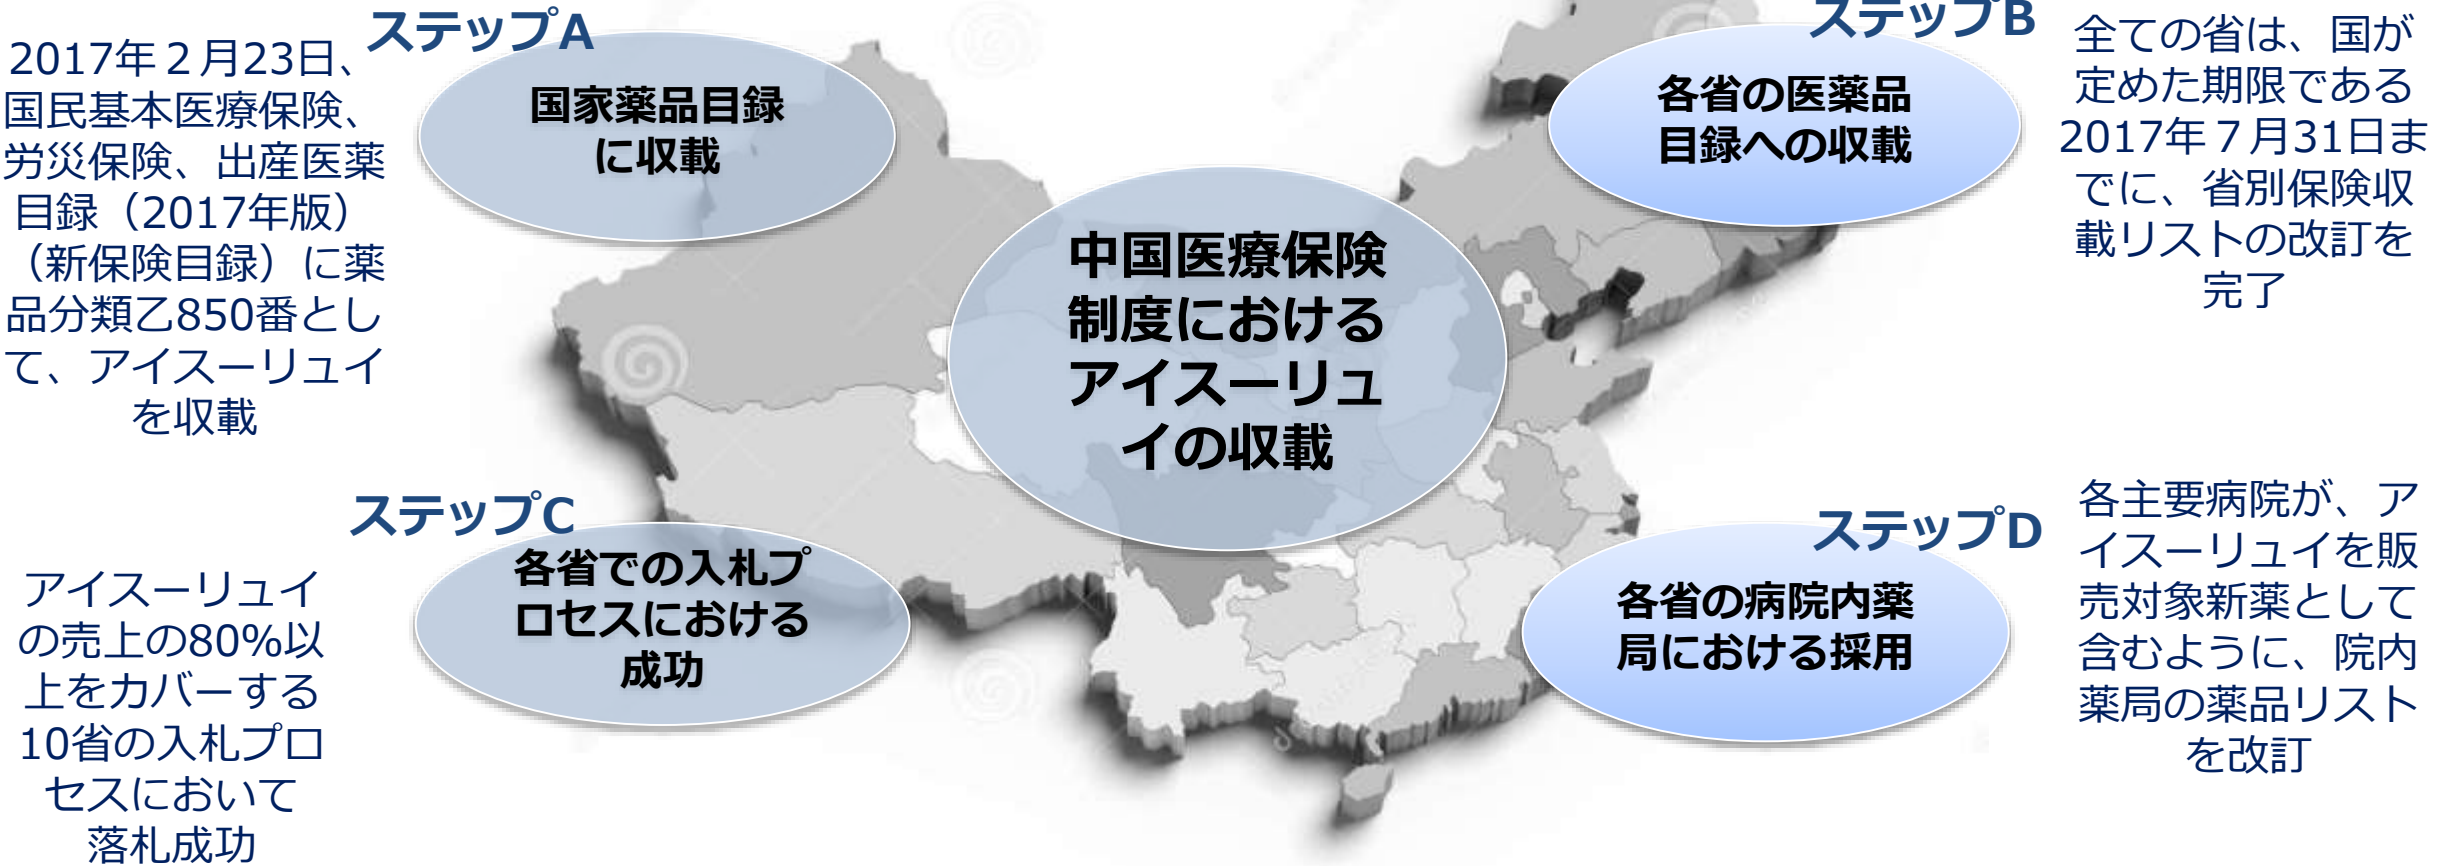 ステップA
2017年２月23日、
国民基本医療保険、
労災保険、出産医薬
目録（2017年版）
（新保険目録）に薬
品分類乙850番とし
て、アイスーリュイ
を収載
国家薬品目録
に収載
ステップB
各省の医薬品
目録への収載
全ての省は、国が
定めた期限である
2017年７月31日ま
でに、省別保険収
載リストの改訂を
完了
中国医療保険
制度における
アイスーリュ
イの収載
ステップC
各省での入札プ
ロセスにおける
成功
アイスーリュイ
の売上の80%以
上をカバーする
10省の入札プロ
セスにおいて
落札成功
ステップD
各省の病院内薬
局における採用
各主要病院が、ア
イスーリュイを販
売対象新薬として
含むように、院内
薬局の薬品リスト
を改訂